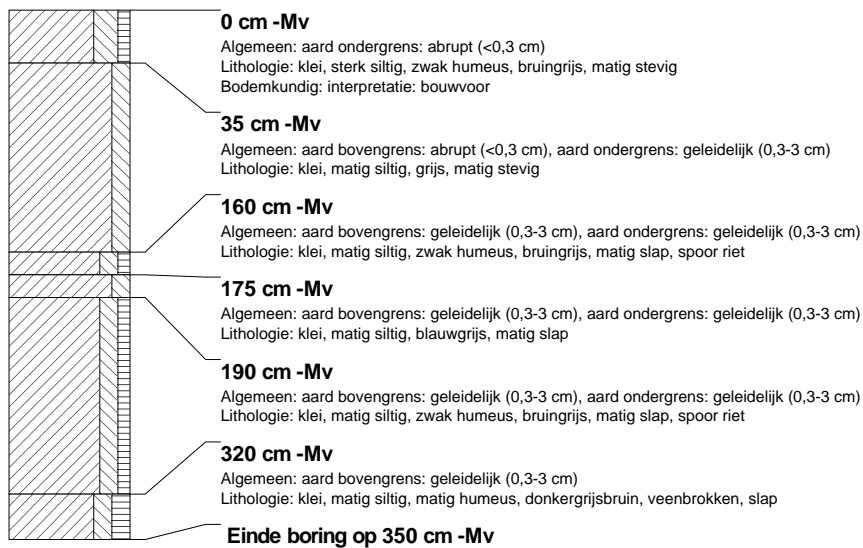 0 cm -Mv
Algemeen: aard ondergrens: abrupt (<0,3 cm)
Lithologie: klei, sterk siltig, zwak humeus, bruingrijs, matig stevig
Bodemkundig: interpretatie: bouwvoor
35 cm -Mv
Algemeen: aard bovengrens: abrupt (<0,3 cm), aard ondergrens: geleidelijk (0,3-3 cm)
Lithologie: klei, matig siltig, grijs, matig stevig
160 cm -Mv
Algemeen: aard bovengrens: geleidelijk (0,3-3 cm), aard ondergrens: geleidelijk (0,3-3 cm)
Lithologie: klei, matig siltig, zwak humeus, bruingrijs, matig slap, spoor riet
175 cm -Mv
Algemeen: aard bovengrens: geleidelijk (0,3-3 cm), aard ondergrens: geleidelijk (0,3-3 cm)
Lithologie: klei, matig siltig, blauwgrijs, matig slap
190 cm -Mv
Algemeen: aard bovengrens: geleidelijk (0,3-3 cm), aard ondergrens: geleidelijk (0,3-3 cm)
Lithologie: klei, matig siltig, zwak humeus, bruingrijs, matig slap, spoor riet
320 cm -Mv
Algemeen: aard bovengrens: geleidelijk (0,3-3 cm)
Lithologie: klei, matig siltig, matig humeus, donkergrijsbruin, veenbrokken, slap
Einde boring op 350 cm -Mv